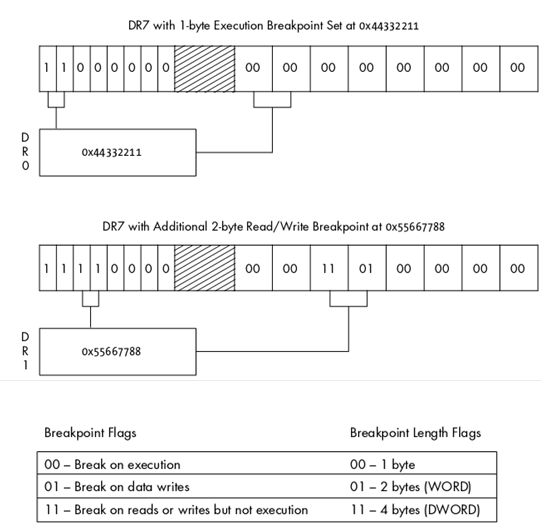 DR7 with 1-byte Execution Breakpoint Set at 0x44332211
1 1 0 0 0 0 0 0 00 00 00 00 00 00 00 00
D
R
0
0x44332211
DR7 with Additional 2-byte Read/Write Breakpoint at 0x55667788
1 1 1 1 0 0 0 0 00 00 11 01 00 00 00 00
D
R
1
0x55667788
Breakpoint Flags Breakpoint Length Flags
00 – Break on execution 00 – 1 byte
01 – Break on data writes 01 – 2 bytes (WORD)
11 – Break on reads or writes but not execution 11 – 4 bytes (DWORD)